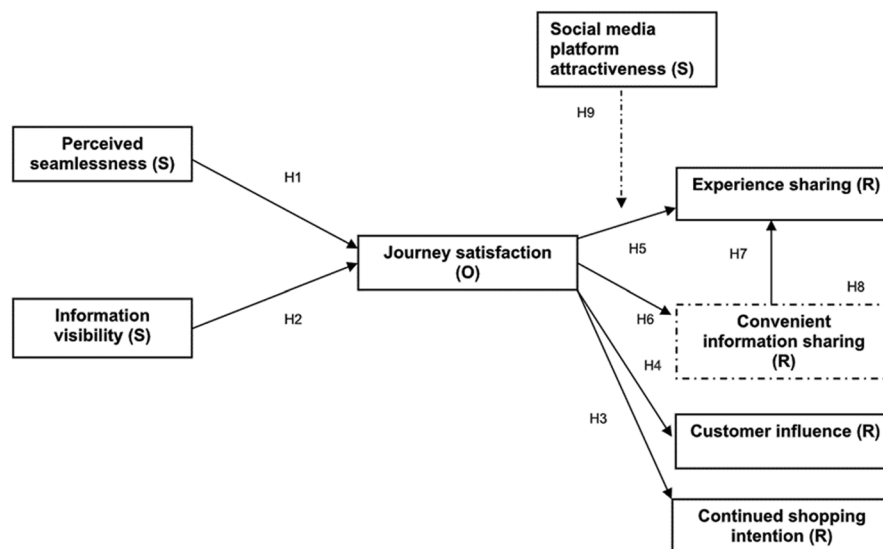 Social media
platform
attractiveness (S)
H9
Perceived
seamlessness (S)
H1
Experience sharing (R)
Journey satisfaction
(O)
H5
H7
H8
Information
visibility (S)
H2
H6
Convenient
information sharing
(R)
H4
H3
Customer influence (R)
Continued shopping
intention (R)